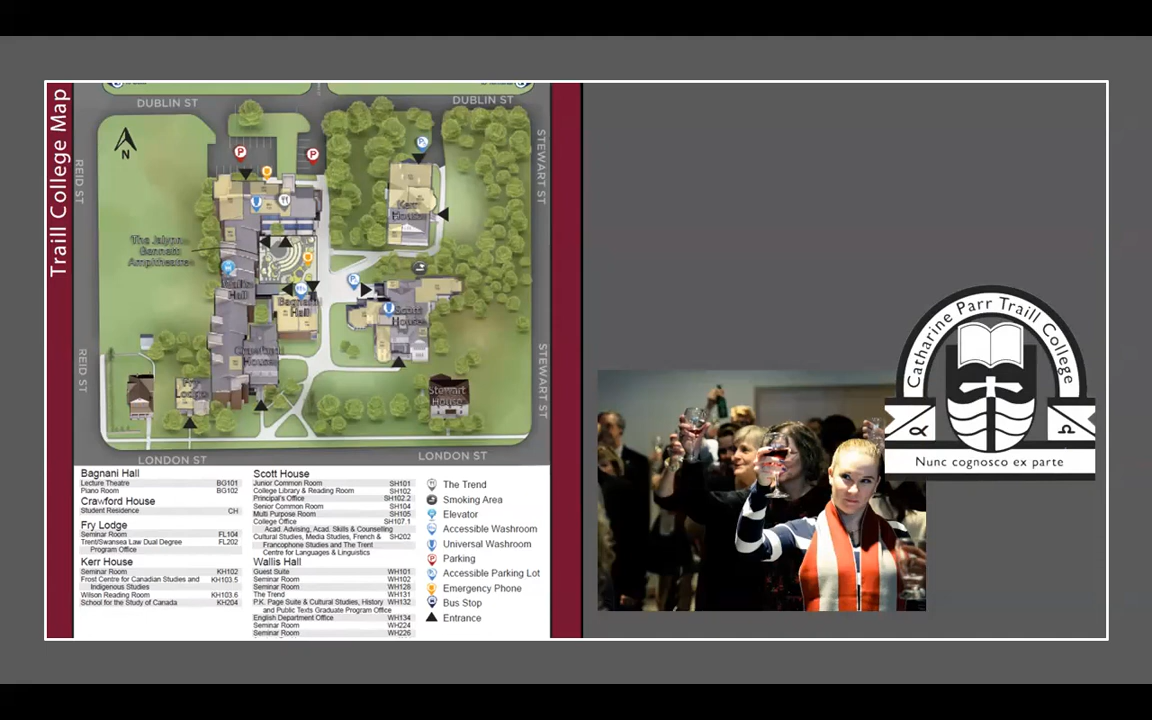 Traill College Map
DUBLIN ST
DUBLIN ST
REID ST
STEWART ST
N
P
P
Kerr
House
The Jalynn
Bennett
Amphitheatre
Wallis
Hall
Bagnani
Hall
Scott
House
Crawford
House
Fry
Lodge
Stewart
House
REID ST
STEWART ST
LONDON ST
LONDON ST
Bagnani Hall
Lecture Theatre BG101
Piano Room BG102
Crawford House
Student Residence CH
Fry Lodge
Seminar Room FL104
Trent/Swansea Law Dual Degree FL202
Program Office
Kerr House
Seminar Room KH102
Frost Centre for Canadian Studies and KH103.5
Indigenous Studies
Wilson Reading Room KH103.6
School for the Study of Canada KH204
Scott House
Junior Common Room SH101
College Library & Reading Room SH102
Principal's Office SH102.2
Senior Common Room SH104
Multi Purpose Room SH105
College Office SH107.1
Acad. Advising, Acad. Skills & Counselling
Cultural Studies, Media Studies, French & SH202
Francophone Studies and The Trent
Centre for Languages & Linguistics
Wallis Hall
Guest Suite WH101
Seminar Room WH102
Seminar Room WH128
The Trend WH131
P.K. Page Suite & Cultural Studies, History WH132
and Public Texts Graduate Program Office
English Department Office WH134
Seminar Room WH224
Seminar Room WH226
The Trend
Smoking Area
Elevator
Accessible Washroom
Universal Washroom
P Parking
Accessible Parking Lot
Emergency Phone
Bus Stop
Entrance
Catharine Parr Traill College
α Ω
Nunc cognosco ex parte